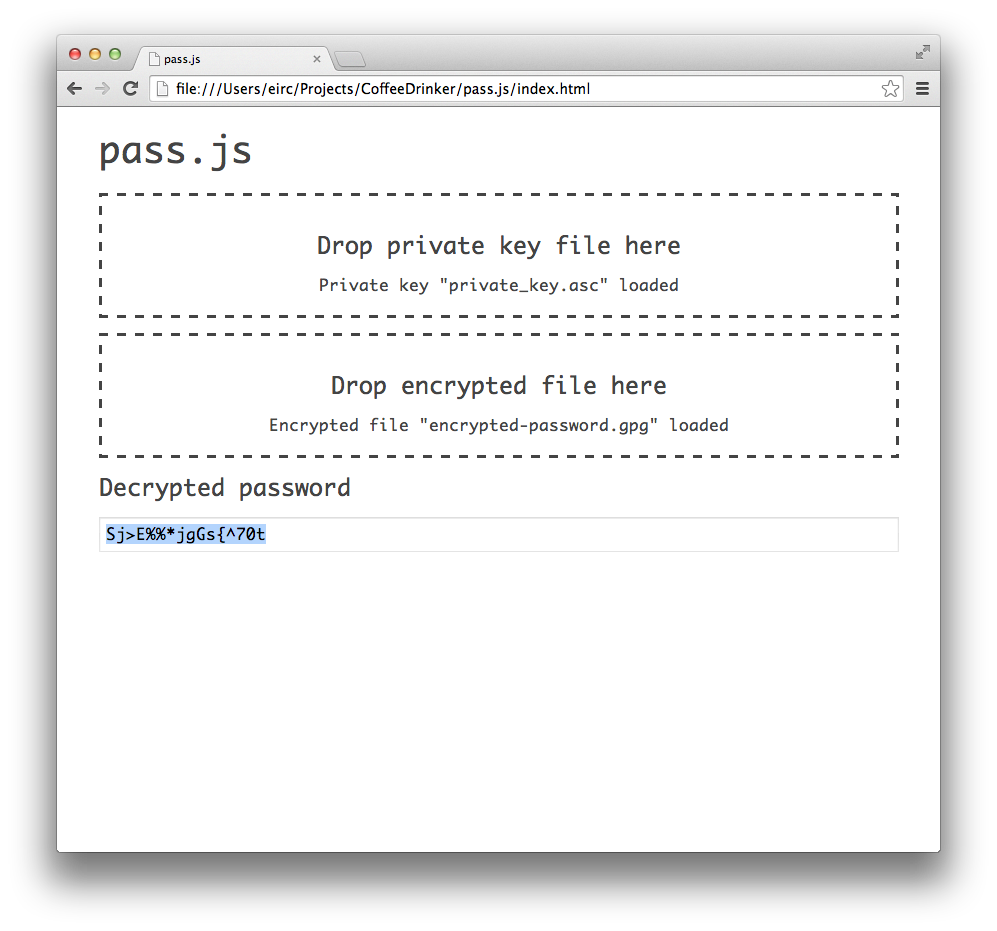 pass.js
file:///Users/eirc/Projects/CoffeeDrinker/pass.js/index.html
pass.js
Drop private key file here
Private key "private_key.asc" loaded
Drop encrypted file here
Encrypted file "encrypted-password.gpg" loaded
Decrypted password
Sj>E%%*jgGs{^70t